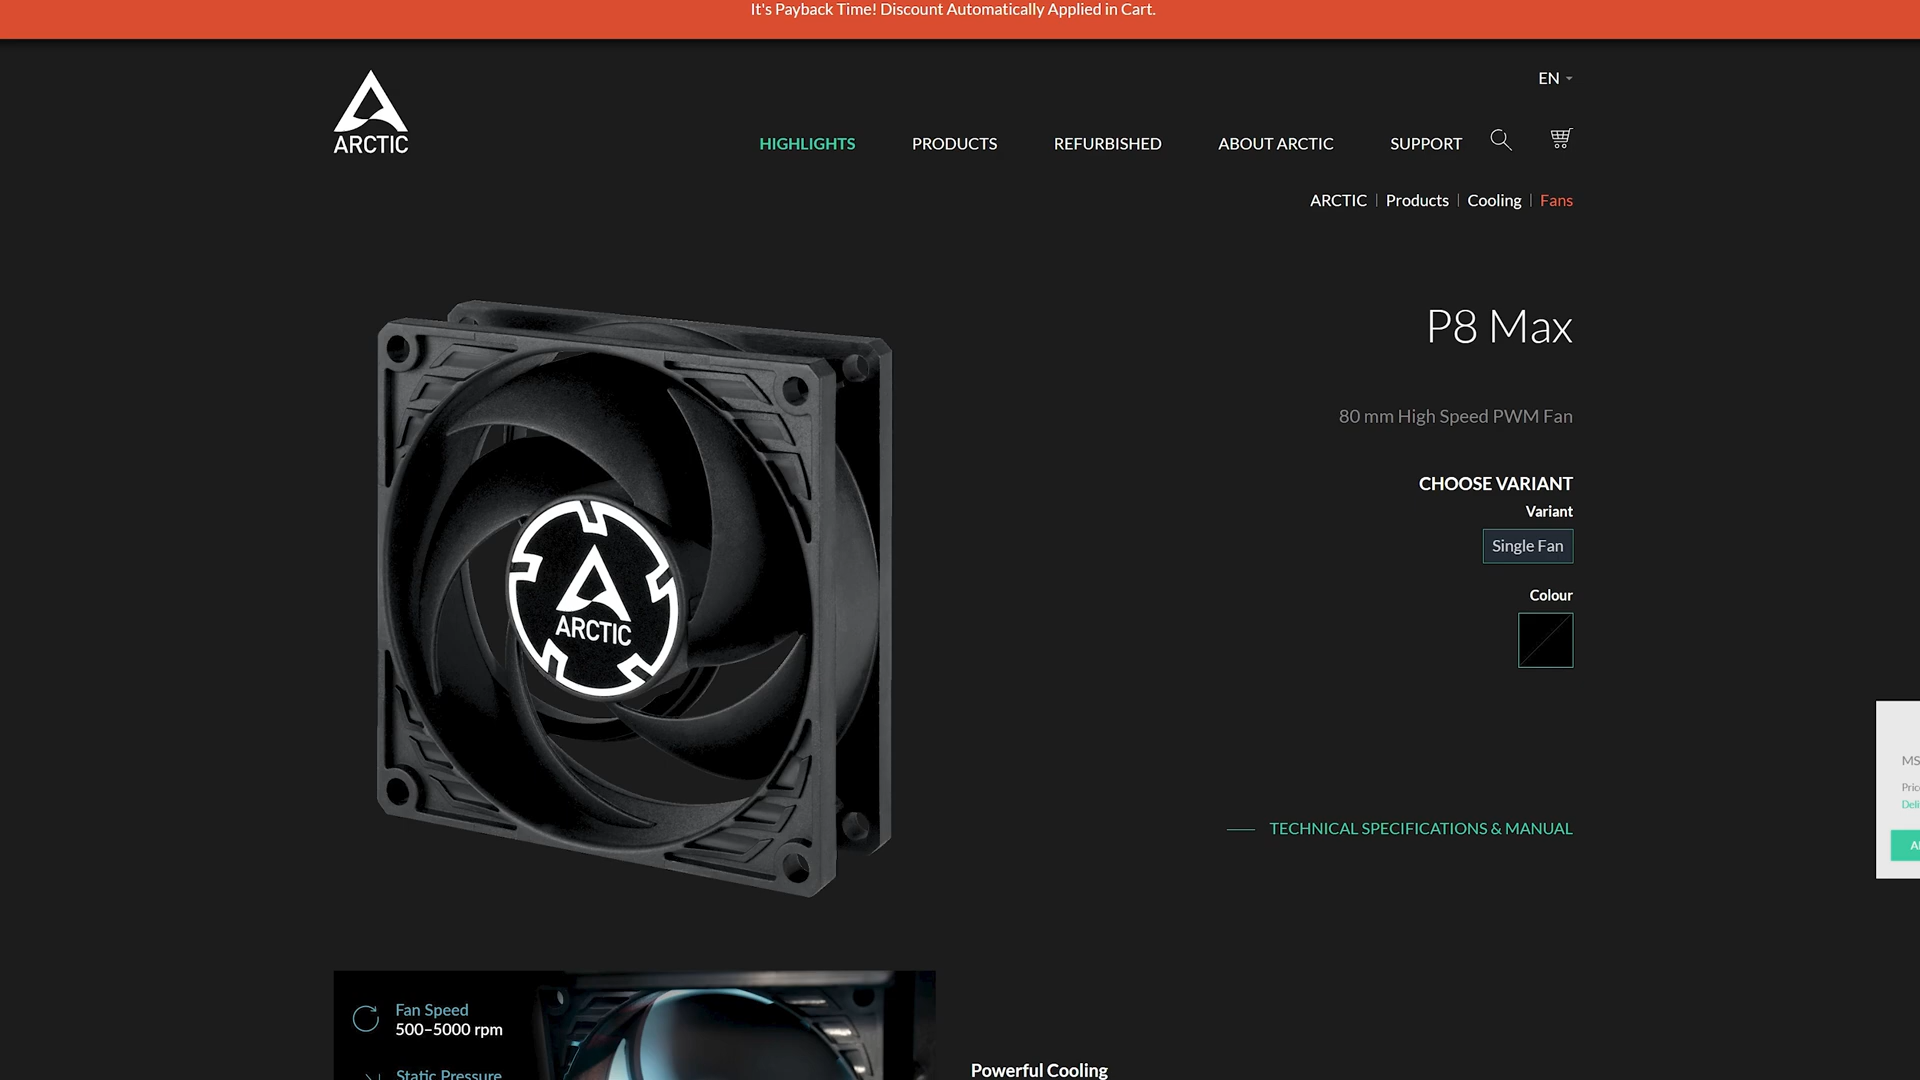 It's Payback Time! Discount Automatically Applied in Cart.
EN
ARCTIC
HIGHLIGHTS PRODUCTS REFURBISHED ABOUT ARCTIC SUPPORT
ARCTIC | Products | Cooling | Fans
P8 Max
80 mm High Speed PWM Fan
CHOOSE VARIANT
Variant
Single Fan
Colour
ARCTIC
TECHNICAL SPECIFICATIONS & MANUAL
Fan Speed
500–5000 rpm
Static Pressure
Powerful Cooling